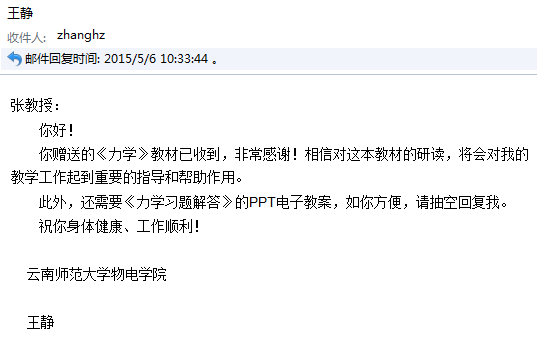 王静
收件人: zhanghz
邮件回复时间: 2015/5/6 10:33:44 。
张教授：
你好！
你赠送的《力学》教材已收到，非常感谢！相信对这本教材的研读，将会对我的
教学工作起到重要的指导和帮助作用。
此外，还需要《力学习题解答》的PPT电子教案，如你方便，请抽空回复我。
祝你身体健康、工作顺利！
云南师范大学物电学院
王静